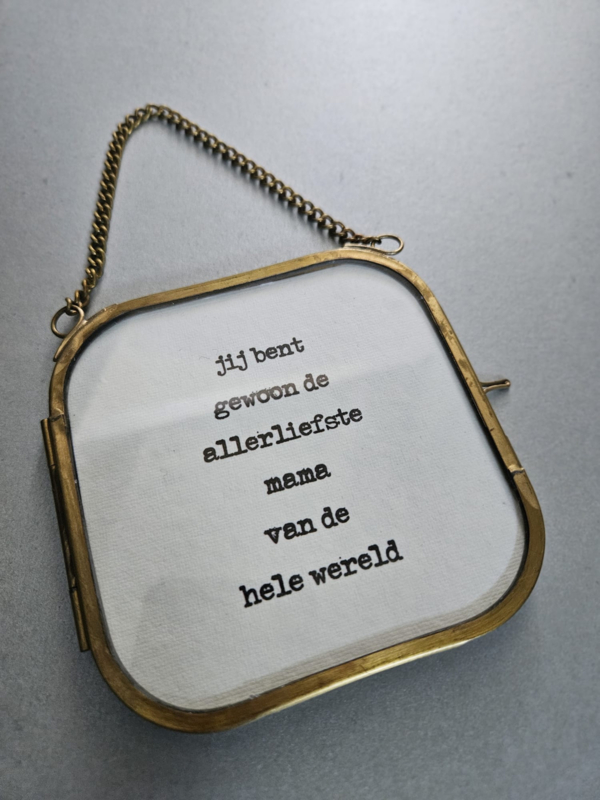 jij bent
gewoon de
allerliefste
mama
van de
hele wereld